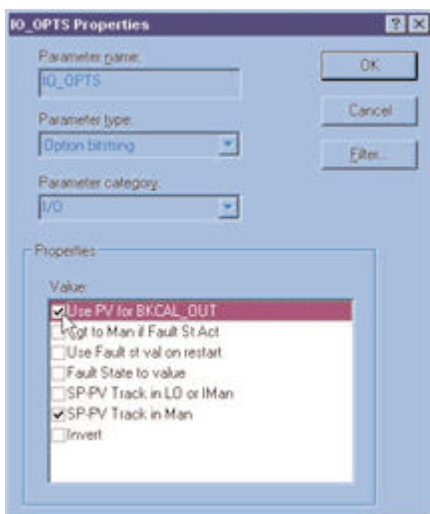 IO_OPTS Properties
Parameter name:
IO_OPTS
Parameter type:
Option bitstring
Parameter category:
I/O
OK
Cancel
Filter...
Properties
Value:
Use PV for BKCAL_OUT
Tgt to Man if Fault St Act
Use Fault st val on restart
Fault State to value
SP-PV Track in LO or IMan
SP-PV Track in Man
Invert